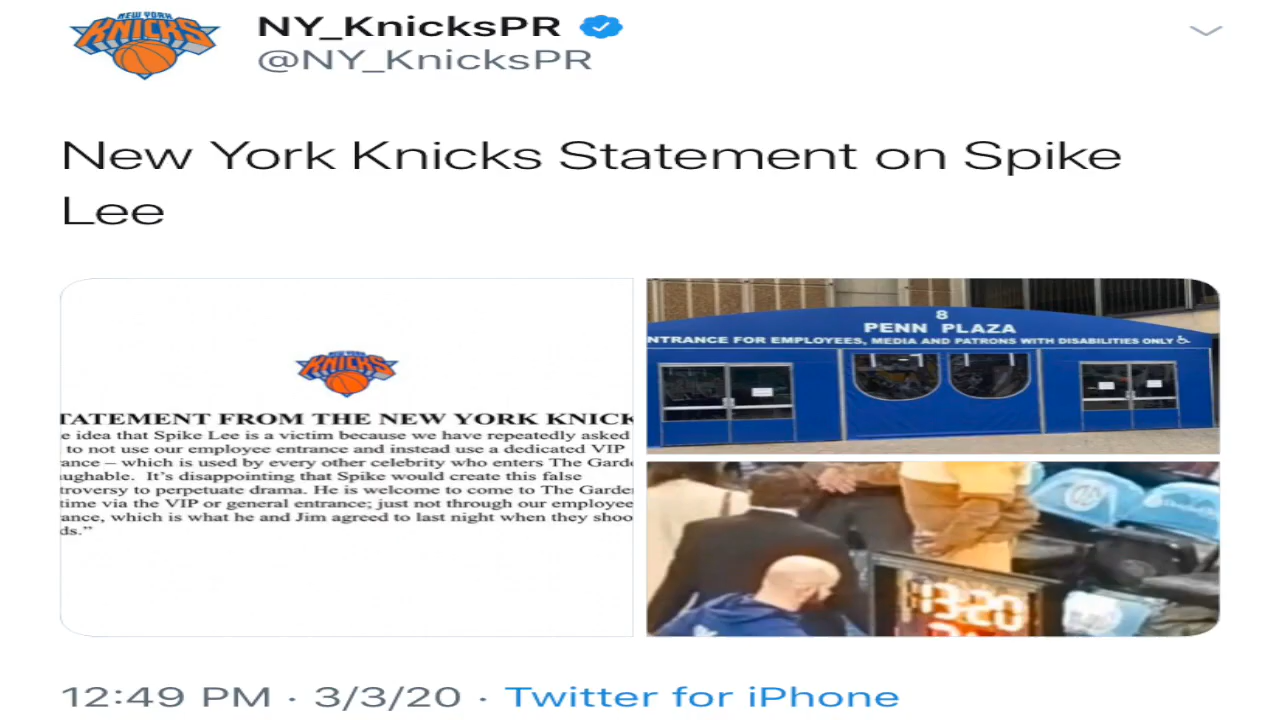 NEW YORK
KNICKS
NY_KnicksPR
@NY_KnicksPR
New York Knicks Statement on Spike
Lee
NEW YORK
KNICKS
TATEMENT FROM THE NEW YORK KNICK
e idea that Spike Lee is a victim because we have repeatedly asked
to not use our employee entrance and instead use a dedicated VIP
ance – which is used by every other celebrity who enters The Garde
ughable. It's disappointing that Spike would create this false
troversy to perpetuate drama. He is welcome to come to The Garden
time via the VIP or general entrance; just not through our employee
ance, which is what he and Jim agreed to last night when they shoo
ds."
8
PENN PLAZA
NTRANCE FOR EMPLOYEES, MEDIA AND PATRONS WITH DISABILITIES ONLY
13:20
12:49 PM · 3/3/20 · Twitter for iPhone